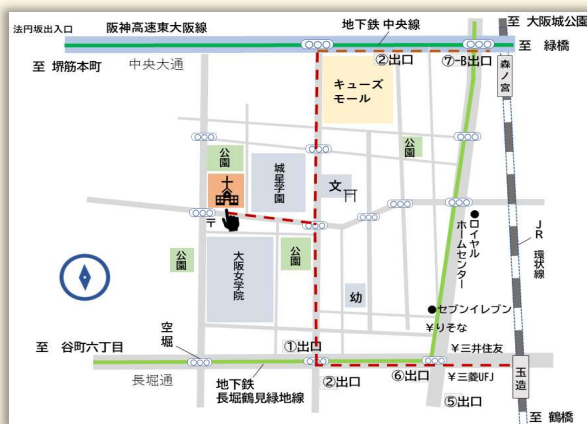 至 大阪城公園
法円坂出入口
阪神高速東大阪線
地下鉄 中央線
至 緑橋
②出口
⑦-B出口
至 堺筋本町
中央大通
キューズ
モール
森ノ宮
公園
城星学園
公園
文
〒
ロイヤル
ホームセンター
JR 環状線
公園
大阪女学院
公園
幼
セブンイレブン
¥りそな
空堀
至 谷町六丁目
①出口
¥三井住友
長堀通
地下鉄
長堀鶴見緑地線
②出口
⑥出口
¥三菱UFJ
玉造
⑤出口
至 鶴橋